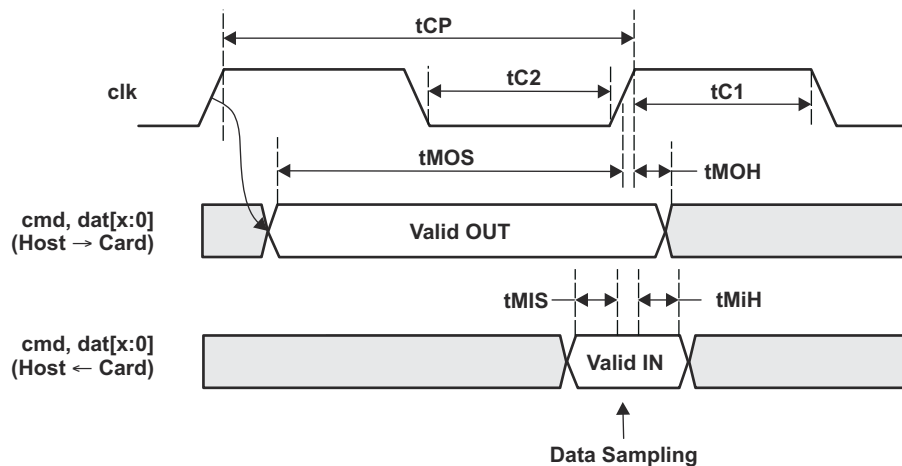 tCP
clk
tC2
tC1
tMOS
tMOH
cmd, dat[x:0]
(Host → Card)
Valid OUT
tMIS
tMiH
cmd, dat[x:0]
(Host ← Card)
Valid IN
Data Sampling